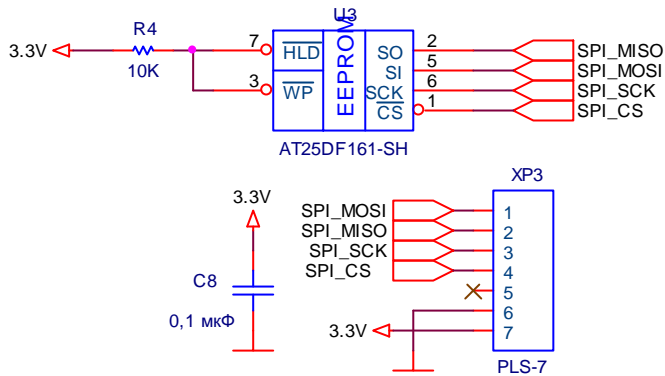 U3
R4
3.3V
10K
7
HLD
3
WP
EEPROM
SO
2
SPI_MISO
SI
5
SPI_MOSI
SCK
6
SPI_SCK
CS
1
SPI_CS
AT25DF161-SH
3.3V
C8
0,1 мкФ
XP3
SPI_MOSI
1
SPI_MISO
2
SPI_SCK
3
SPI_CS
4
5
6
3.3V
7
PLS-7